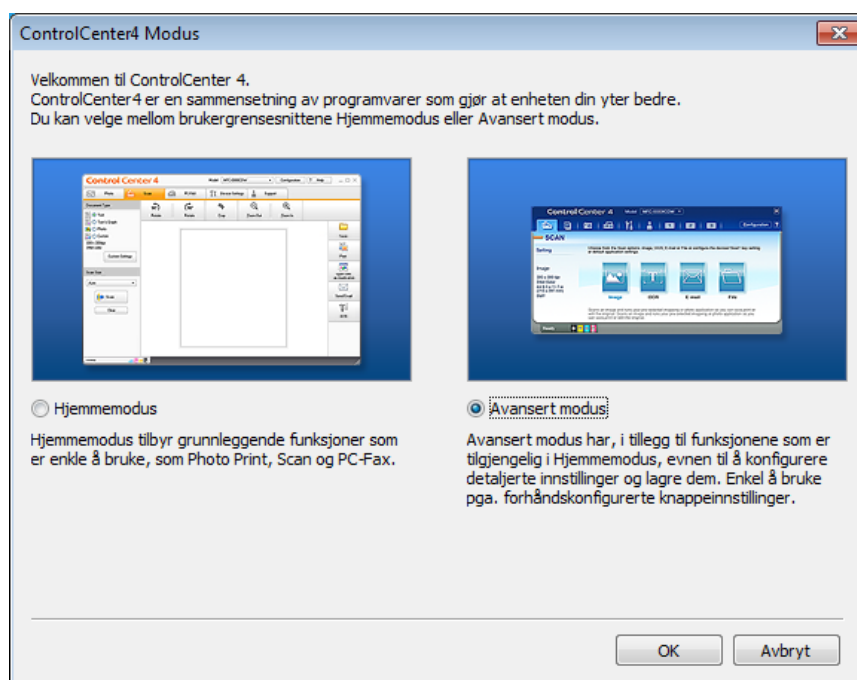 ControlCenter4 Modus
Velkommen til ControlCenter 4.
ControlCenter4 er en sammensetning av programvarer som gjør at enheten din yter bedre.
Du kan velge mellom brukergrensesnittene Hjemmemodus eller Avansert modus.
Control Center 4
Control Center 4
SCAN
Image
OCR
E-mail
File
Hjemmemodus
Hjemmemodus tilbyr grunnleggende funksjoner som
er enkle å bruke, som Photo Print, Scan og PC-Fax.
Avansert modus
Avansert modus har, i tillegg til funksjonene som er
tilgjengelig i Hjemmemodus, evnen til å konfigurere
detaljerte innstillinger og lagre dem. Enkel å bruke
pga. forhåndskonfigurerte knappeinnstillinger.
OK
Avbryt